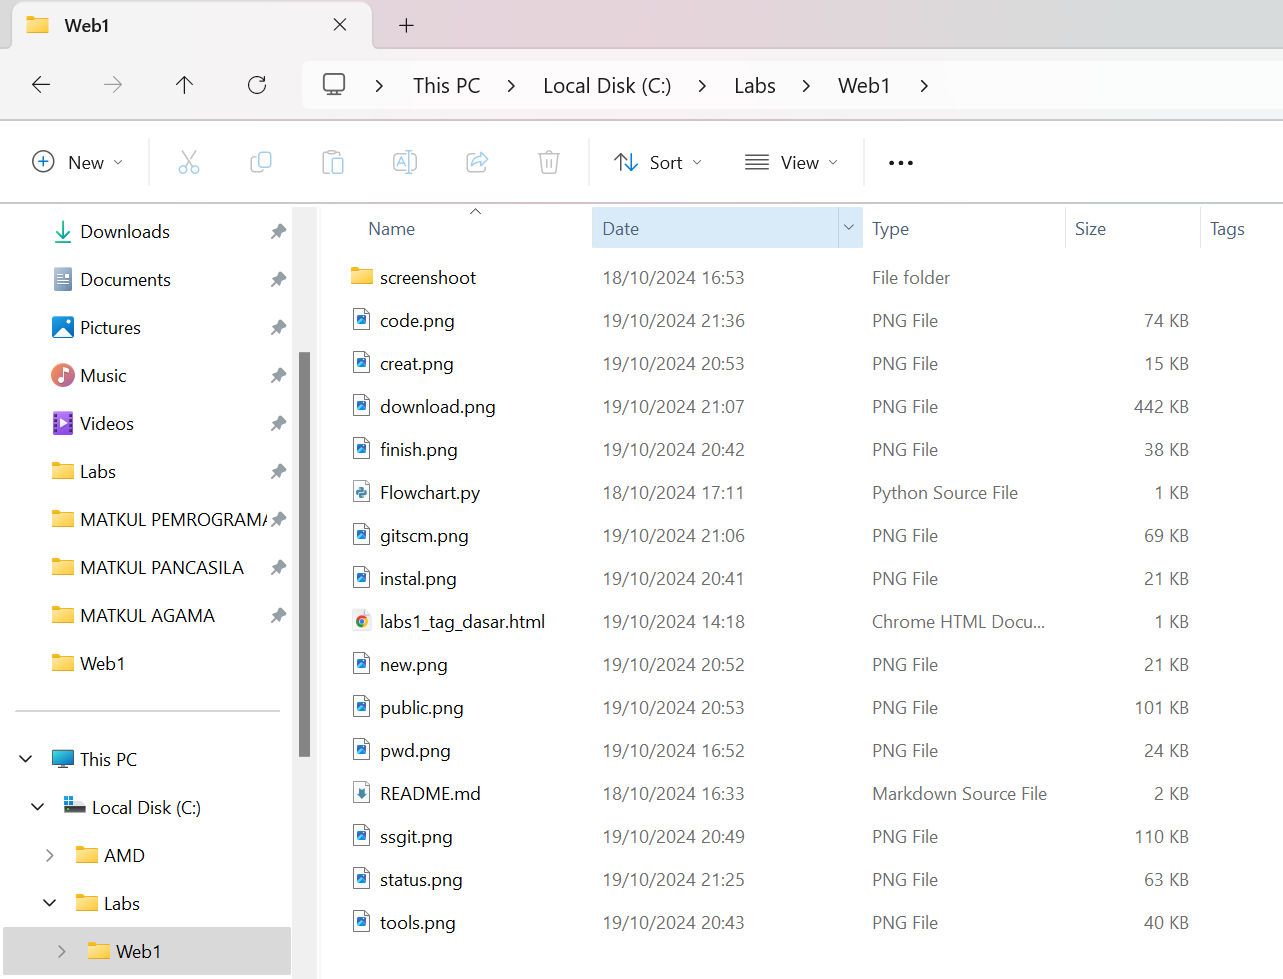 Web1
This PC > Local Disk (C:) > Labs > Web1 >
New Sort View
Downloads
Documents
Pictures
Music
Videos
Labs
MATKUL PEMROGRAMA
MATKUL PANCASILA
MATKUL AGAMA
Web1
This PC
Local Disk (C:)
AMD
Labs
Web1
Name Date Type Size Tags
screenshoot 18/10/2024 16:53 File folder
code.png 19/10/2024 21:36 PNG File 74 KB
creat.png 19/10/2024 20:53 PNG File 15 KB
download.png 19/10/2024 21:07 PNG File 442 KB
finish.png 19/10/2024 20:42 PNG File 38 KB
Flowchart.py 18/10/2024 17:11 Python Source File 1 KB
gitscm.png 19/10/2024 21:06 PNG File 69 KB
instal.png 19/10/2024 20:41 PNG File 21 KB
labs1_tag_dasar.html 19/10/2024 14:18 Chrome HTML Docu... 1 KB
new.png 19/10/2024 20:52 PNG File 21 KB
public.png 19/10/2024 20:53 PNG File 101 KB
pwd.png 19/10/2024 16:52 PNG File 24 KB
README.md 18/10/2024 16:33 Markdown Source File 2 KB
ssgit.png 19/10/2024 20:49 PNG File 110 KB
status.png 19/10/2024 21:25 PNG File 63 KB
tools.png 19/10/2024 20:43 PNG File 40 KB